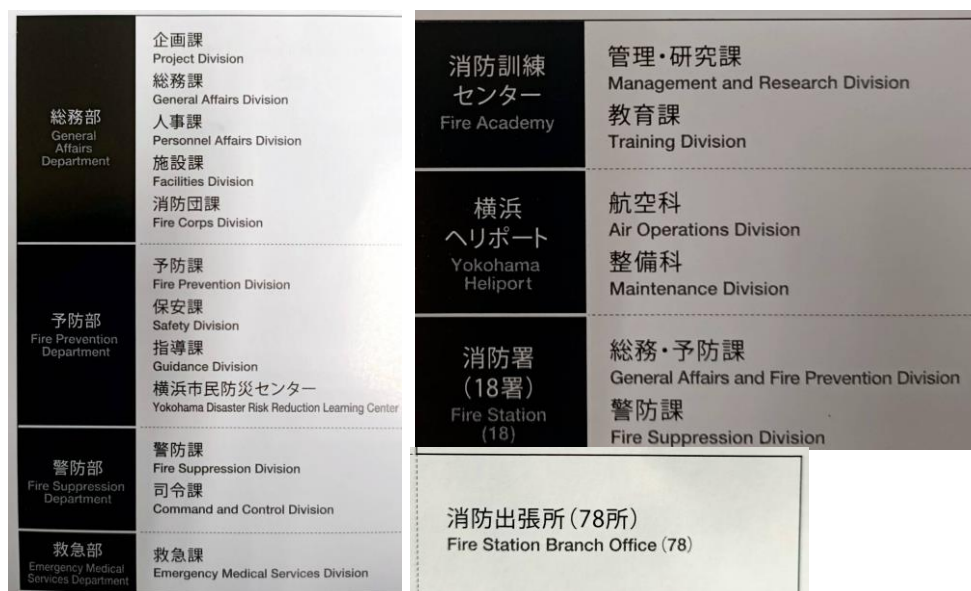 総務部
General
Affairs
Department
企画課
Project Division
総務課
General Affairs Division
人事課
Personnel Affairs Division
施設課
Facilities Division
消防団課
Fire Corps Division
予防部
Fire Prevention
Department
予防課
Fire Prevention Division
保安課
Safety Division
指導課
Guidance Division
横浜市民防災センター
Yokohama Disaster Risk Reduction Learning Center
警防部
Fire Suppression
Department
警防課
Fire Suppression Division
司令課
Command and Control Division
救急部
Emergency Medical
Services Department
救急課
Emergency Medical Services Division
消防訓練
センター
Fire Academy
管理・研究課
Management and Research Division
教育課
Training Division
横浜
ヘリポート
Yokohama
Heliport
航空科
Air Operations Division
整備科
Maintenance Division
消防署
(18署)
Fire Station
(18)
総務・予防課
General Affairs and Fire Prevention Division
警防課
Fire Suppression Division
消防出張所(78所)
Fire Station Branch Office (78)